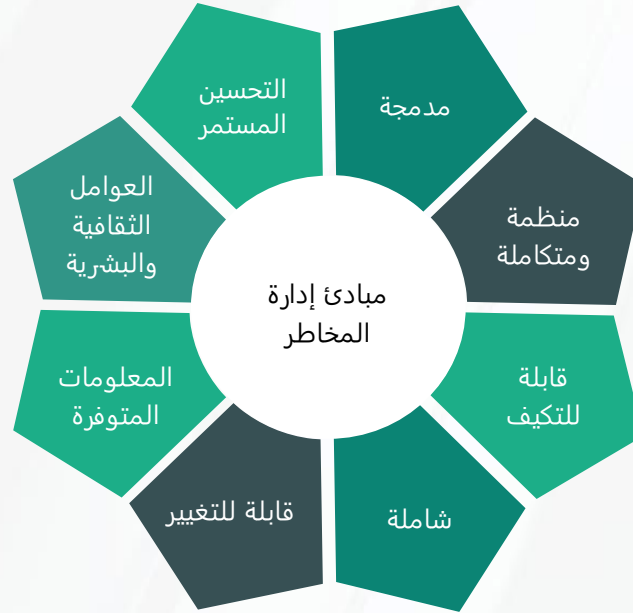 مبادئ إدارة
المخاطر
مدمجة
منظمة
ومتكاملة
قابلة
للتكيف
شاملة
قابلة للتغيير
المعلومات
المتوفرة
العوامل
الثقافية
والبشرية
التحسين
المستمر